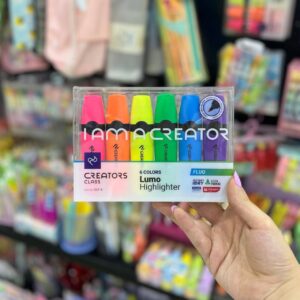 I AM A CREATOR
CREATORS
CLASS
6 COLORS
Lumo
Highlighter
FLUO